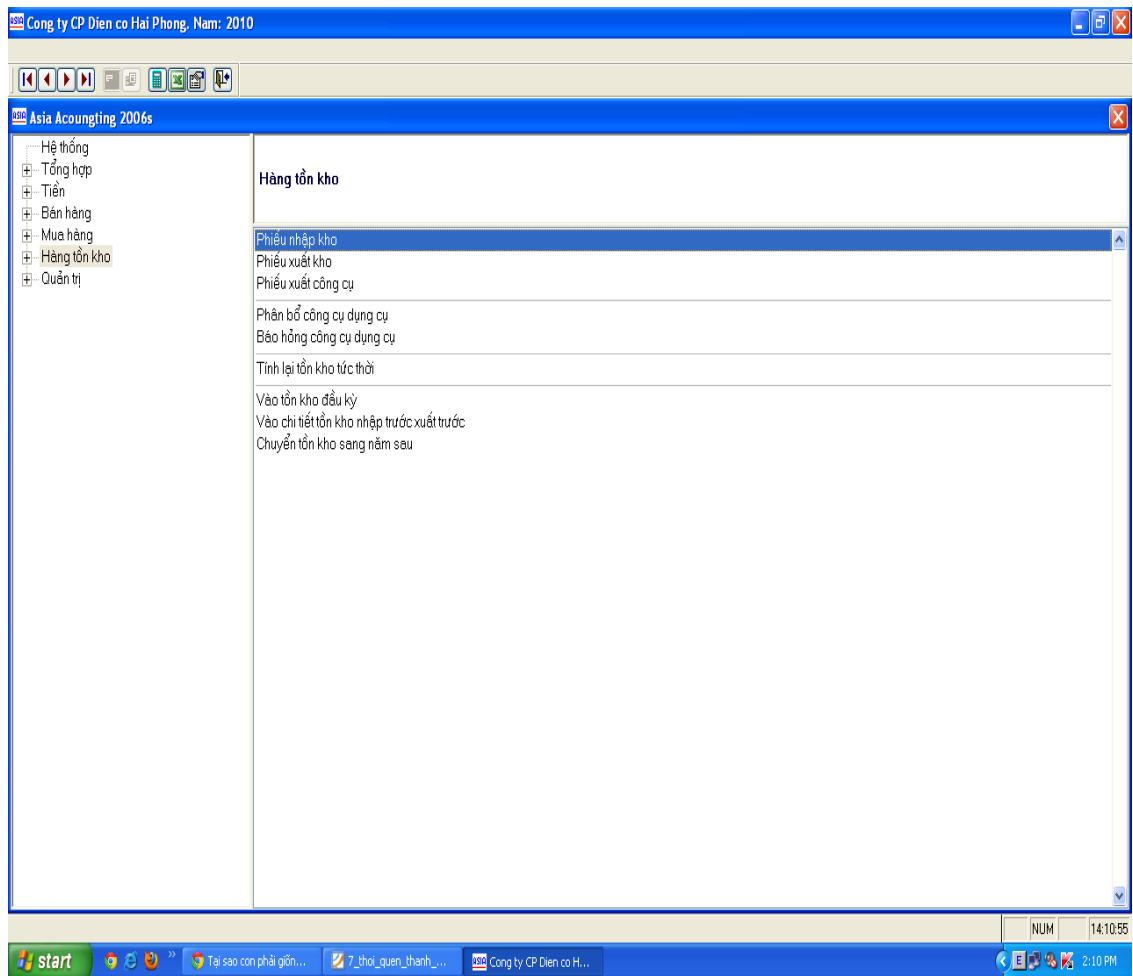 ASIA Cong ty CP Dien co Hai Phong. Nam: 2010
ASIA Asia Acoungting 2006s
Hệ thống
Tổng hợp
Tiền
Bán hàng
Mua hàng
Hàng tồn kho
Quản trị
Hàng tồn kho
Phiếu nhập kho
Phiếu xuất kho
Phiếu xuất công cụ
Phân bổ công cụ dụng cụ
Báo hỏng công cụ dụng cụ
Tính lại tồn kho tức thời
Vào tồn kho đầu kỳ
Vào chi tiết tồn kho nhập trước xuất trước
Chuyển tồn kho sang năm sau
NUM 14:10:55
start Tại sao con phải giốn... 7_thoi_quen_thanh_... ASIA Cong ty CP Dien co H... E K 2:10 PM